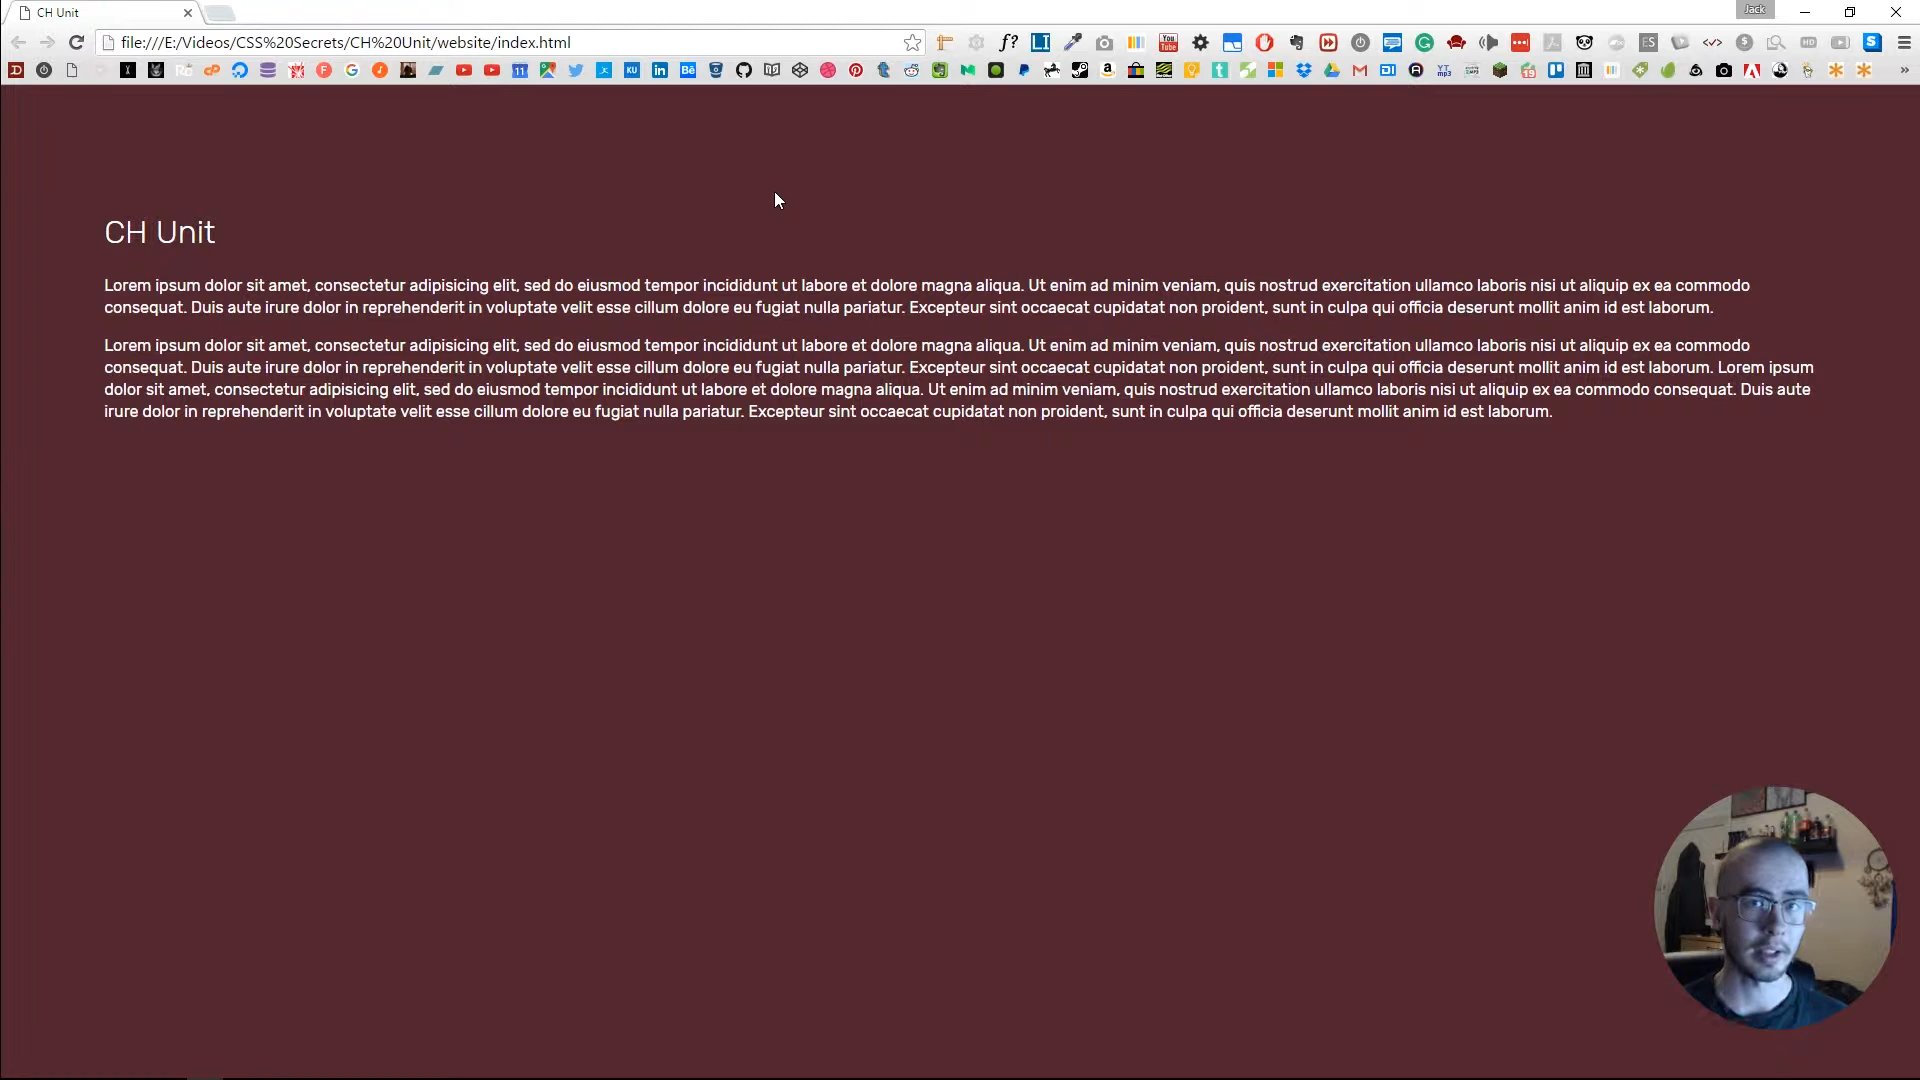 CH Unit
Jack
file:///E:/Videos/CSS%20Secrets/CH%20Unit/website/index.html
CH Unit
Lorem ipsum dolor sit amet, consectetur adipisicing elit, sed do eiusmod tempor incididunt ut labore et dolore magna aliqua. Ut enim ad minim veniam, quis nostrud exercitation ullamco laboris nisi ut aliquip ex ea commodo
consequat. Duis aute irure dolor in reprehenderit in voluptate velit esse cillum dolore eu fugiat nulla pariatur. Excepteur sint occaecat cupidatat non proident, sunt in culpa qui officia deserunt mollit anim id est laborum.
Lorem ipsum dolor sit amet, consectetur adipisicing elit, sed do eiusmod tempor incididunt ut labore et dolore magna aliqua. Ut enim ad minim veniam, quis nostrud exercitation ullamco laboris nisi ut aliquip ex ea commodo
consequat. Duis aute irure dolor in reprehenderit in voluptate velit esse cillum dolore eu fugiat nulla pariatur. Excepteur sint occaecat cupidatat non proident, sunt in culpa qui officia deserunt mollit anim id est laborum. Lorem ipsum
dolor sit amet, consectetur adipisicing elit, sed do eiusmod tempor incididunt ut labore et dolore magna aliqua. Ut enim ad minim veniam, quis nostrud exercitation ullamco laboris nisi ut aliquip ex ea commodo consequat. Duis aute
irure dolor in reprehenderit in voluptate velit esse cillum dolore eu fugiat nulla pariatur. Excepteur sint occaecat cupidatat non proident, sunt in culpa qui officia deserunt mollit anim id est laborum.